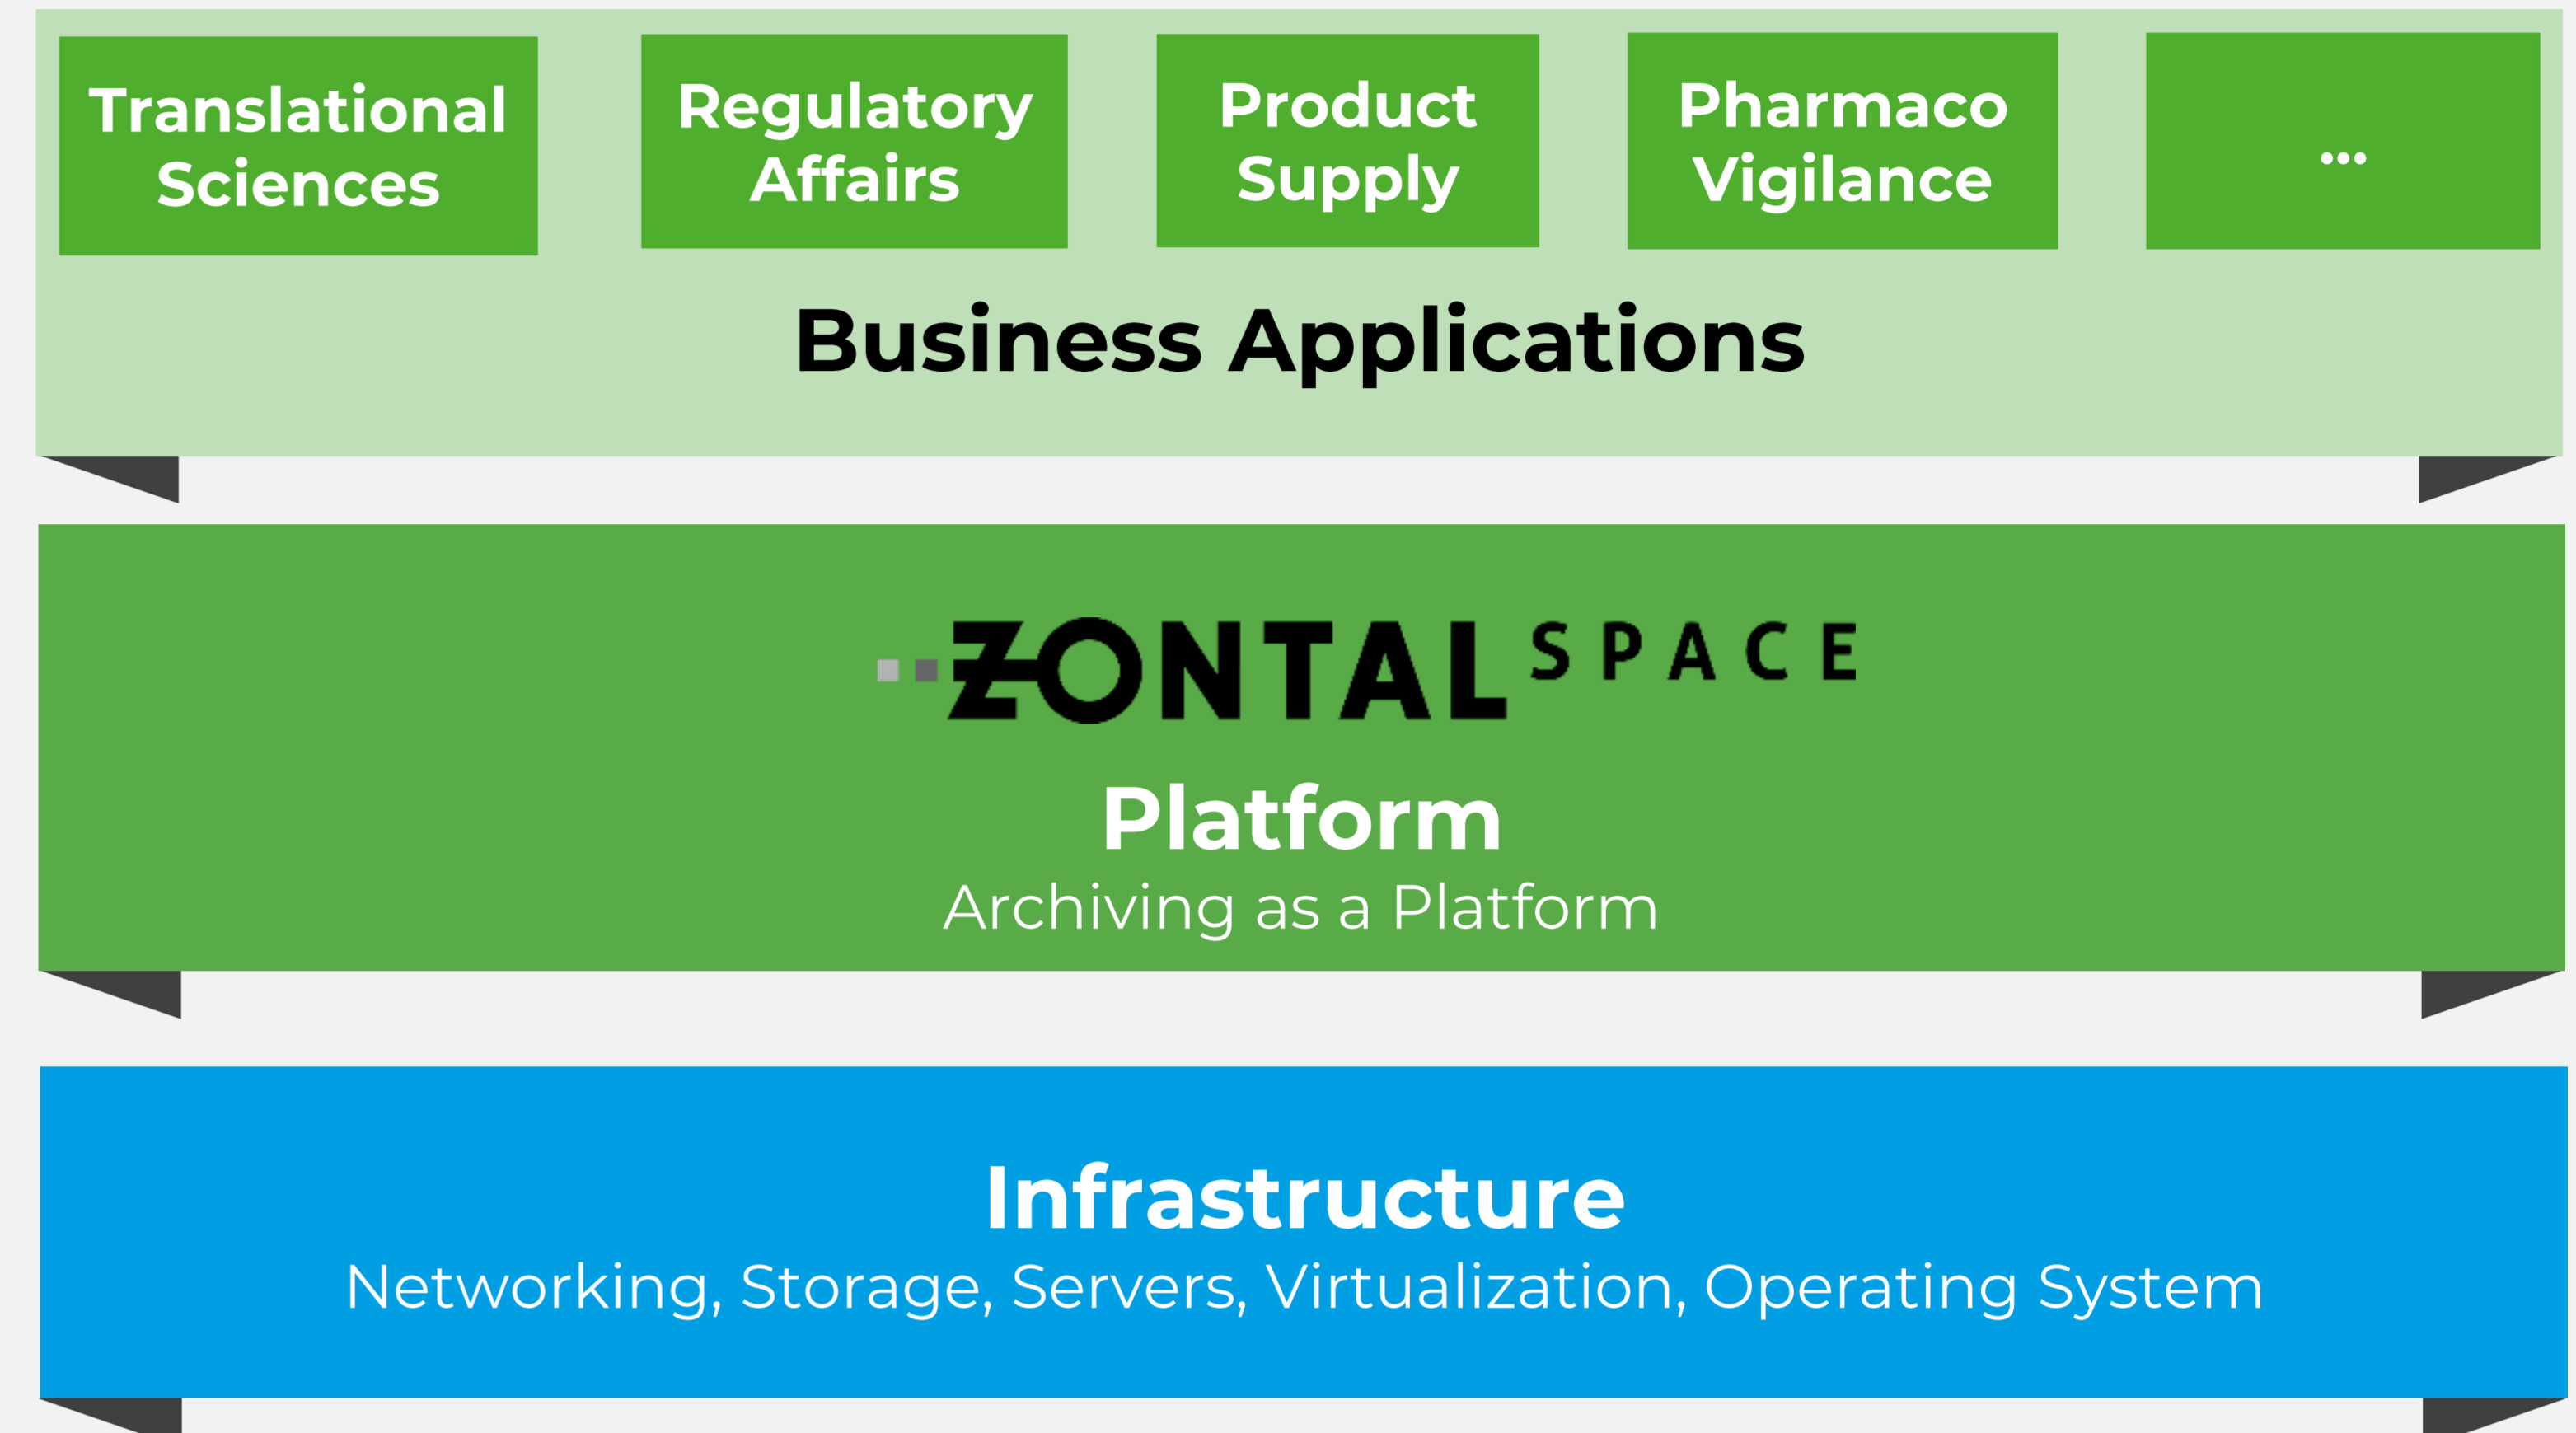 Translational
Sciences
Regulatory
Affairs
Product
Supply
Pharmaco
Vigilance
...
Business Applications
ZONTAL SPACE
Platform
Archiving as a Platform
Infrastructure
Networking, Storage, Servers, Virtualization, Operating System